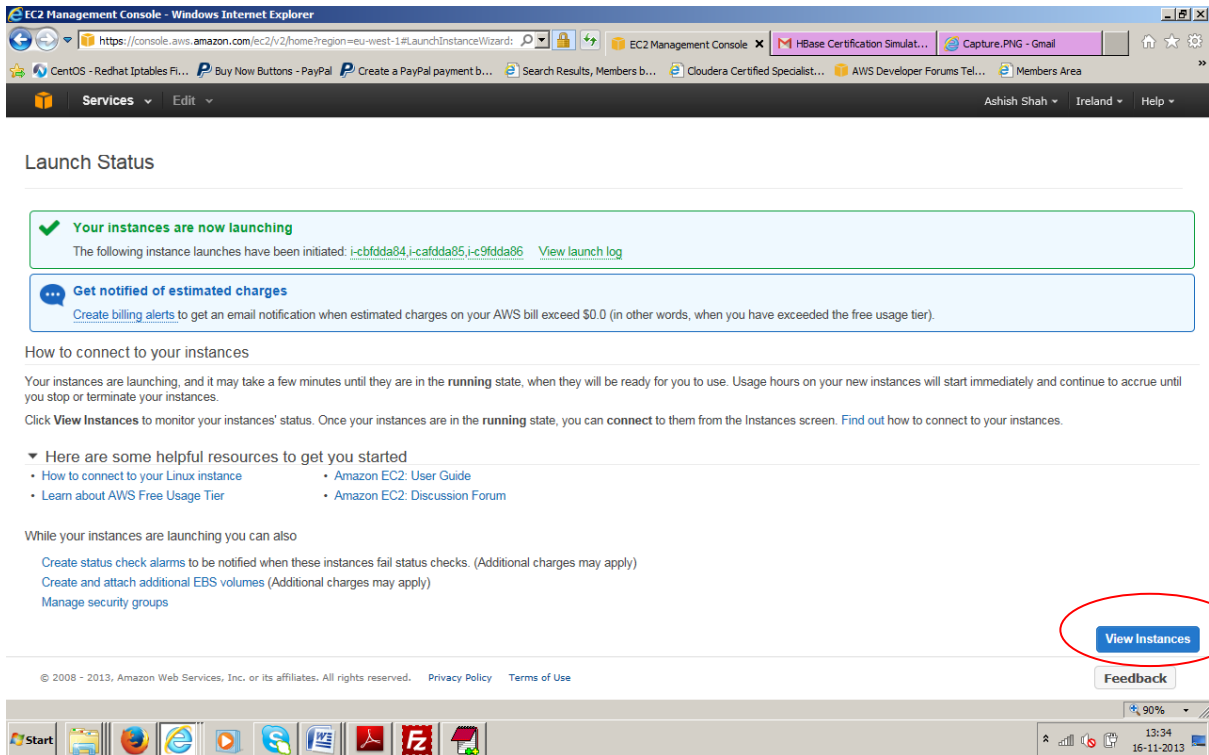 EC2 Management Console - Windows Internet Explorer
https://console.aws.amazon.com/ec2/v2/home?region=eu-west-1#LaunchInstanceWizard:
EC2 Management Console
HBase Certification Simulat...
Capture.PNG - Gmail
CentOS - Redhat Iptables Fi...
Buy Now Buttons - PayPal
Create a PayPal payment b...
Search Results, Members b...
Cloudera Certified Specialist...
AWS Developer Forums Tel...
Members Area
Services
Edit
Ashish Shah
Ireland
Help
Launch Status
Your instances are now launching
The following instance launches have been initiated: i-cbfdda84,i-cafdda85,i-c9fdda86 View launch log
Get notified of estimated charges
Create billing alerts to get an email notification when estimated charges on your AWS bill exceed $0.0 (in other words, when you have exceeded the free usage tier).
How to connect to your instances
Your instances are launching, and it may take a few minutes until they are in the running state, when they will be ready for you to use. Usage hours on your new instances will start immediately and continue to accrue until
you stop or terminate your instances.
Click View Instances to monitor your instances' status. Once your instances are in the running state, you can connect to them from the Instances screen. Find out how to connect to your instances.
Here are some helpful resources to get you started
• How to connect to your Linux instance • Amazon EC2: User Guide
• Learn about AWS Free Usage Tier • Amazon EC2: Discussion Forum
While your instances are launching you can also
Create status check alarms to be notified when these instances fail status checks. (Additional charges may apply)
Create and attach additional EBS volumes (Additional charges may apply)
Manage security groups
View Instances
© 2008 - 2013, Amazon Web Services, Inc. or its affiliates. All rights reserved. Privacy Policy Terms of Use
Feedback
90%
Start
13:34
16-11-2013